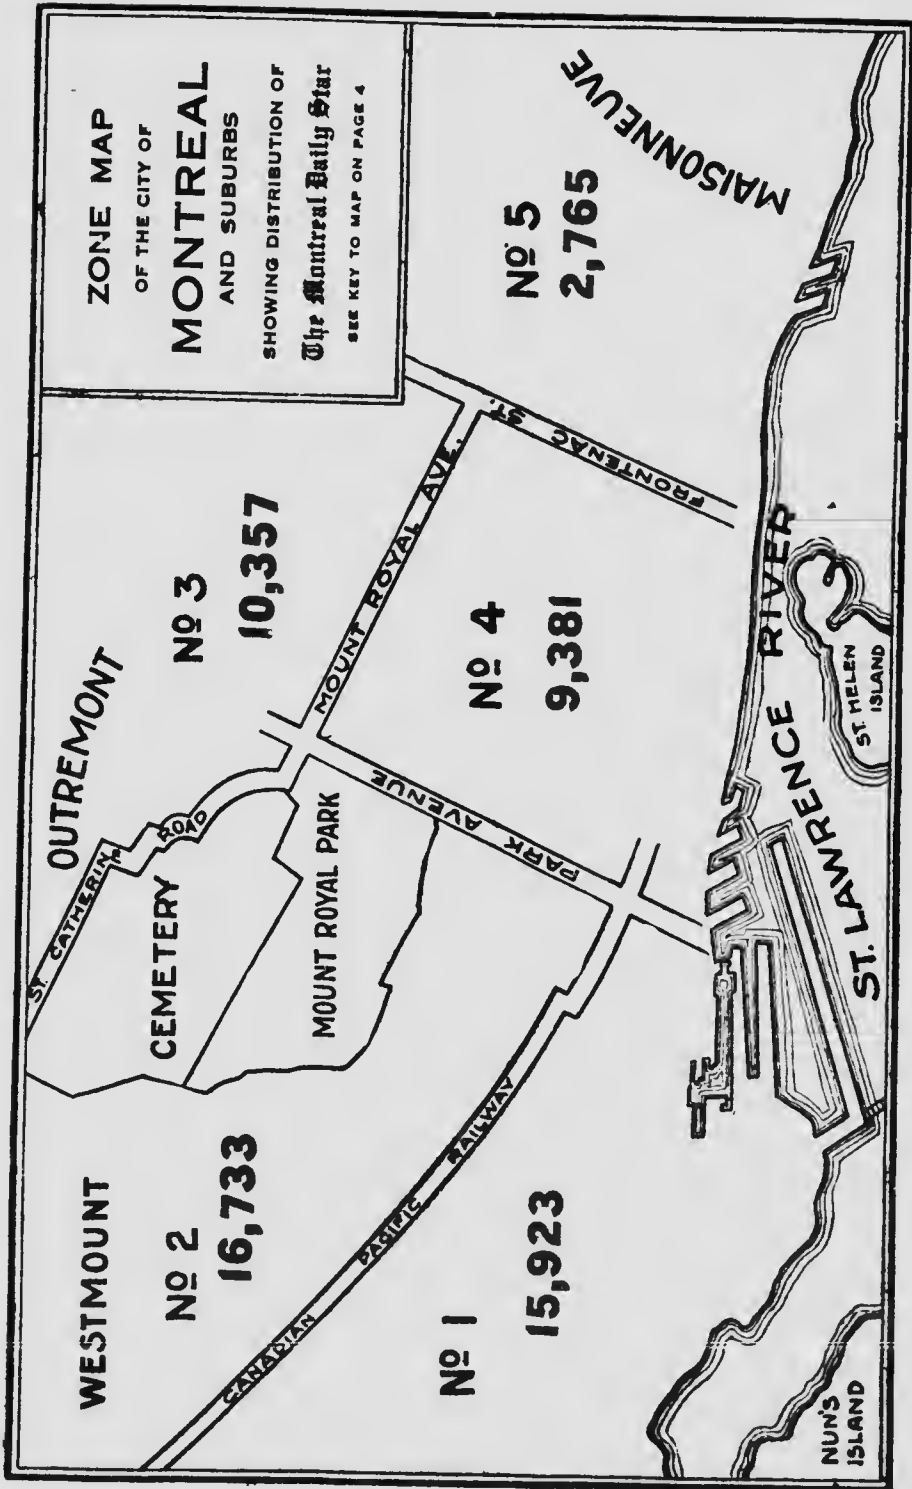 ZONE MAP
OF THE CITY OF
MONTREAL
AND SUBURBS
SHOWING DISTRIBUTION OF
The Montreal Daily Star
SEE KEY TO MAP ON PAGE 4
WESTMOUNT
No 2
16,733
ST. CATHERINE
ROAD
OUTREMONT
CEMETERY
MOUNT ROYAL PARK
No 3
10,357
MOUNT ROYAL AVE.
CANADIAN PACIFIC RAILWAY
PARK AVENUE
No 4
9,381
FRONTENAC ST.
No 5
2,765
MAISONNEUVE
No 1
15,923
ST. LAWRENCE RIVER
ST. HELEN
ISLAND
NUN'S
ISLAND